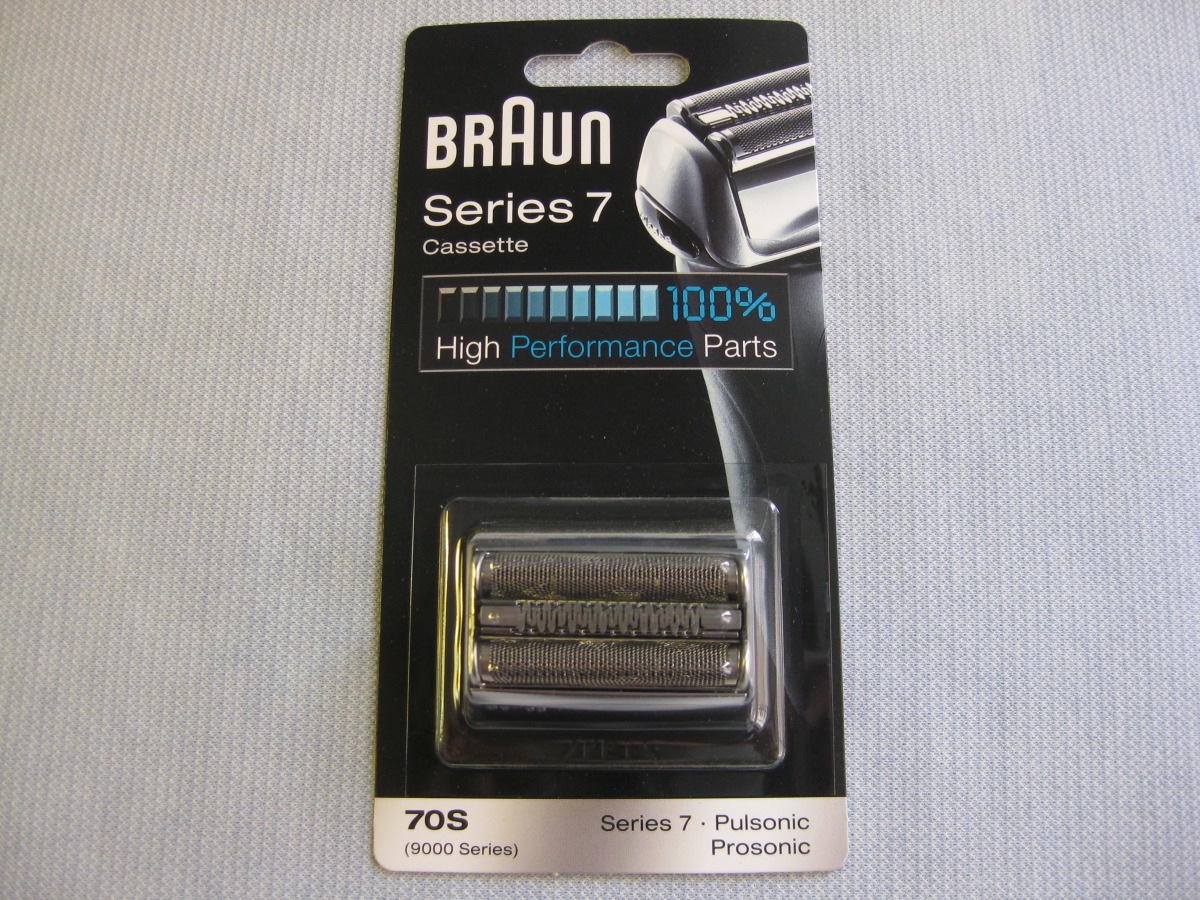 BRAUN
Series 7
Cassette
100%
High Performance Parts
70S
(9000 Series)
Series 7 · Pulsonic
Prosonic